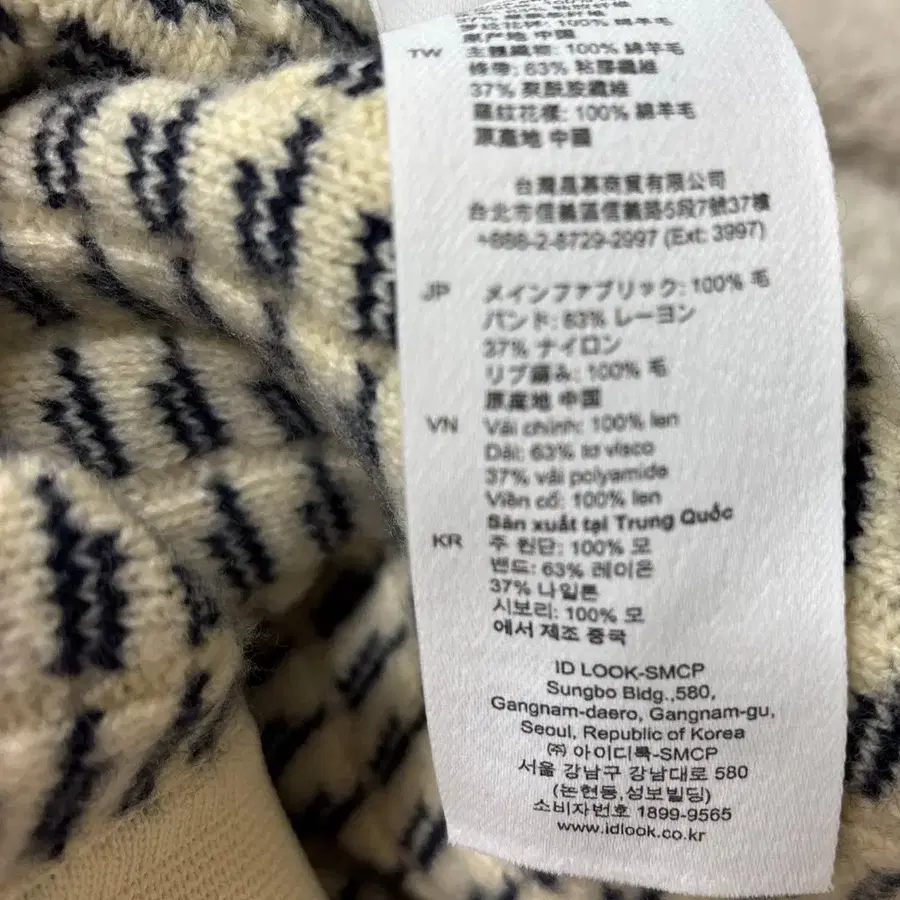 原产地 中国
TW 主體織物: 100% 綿羊毛
條帶: 63% 粘膠纖維
37% 聚酰胺纖維
羅紋花樣: 100% 綿羊毛
原產地 中國
台灣晟慕商貿有限公司
台北市信義區信義路5段7號37樓
+886-2-8729-2997 (Ext: 3997)
JP メインファブリック: 100% 毛
バンド: 63% レーヨン
37% ナイロン
リブ編み: 100% 毛
原産地 中国
VN Vải chính: 100% len
Dải: 63% tơ visco
37% vải polyamide
Viền cổ: 100% len
Sản xuất tại Trung Quốc
KR 주 원단: 100% 모
밴드: 63% 레이온
37% 나일론
시보리: 100% 모
에서 제조 중국
ID LOOK-SMCP
Sungbo Bldg.,580,
Gangnam-daero, Gangnam-gu,
Seoul, Republic of Korea
㈜ 아이디룩-SMCP
서울 강남구 강남대로 580
(논현동,성보빌딩)
소비자번호 1899-9565
www.idlook.co.kr